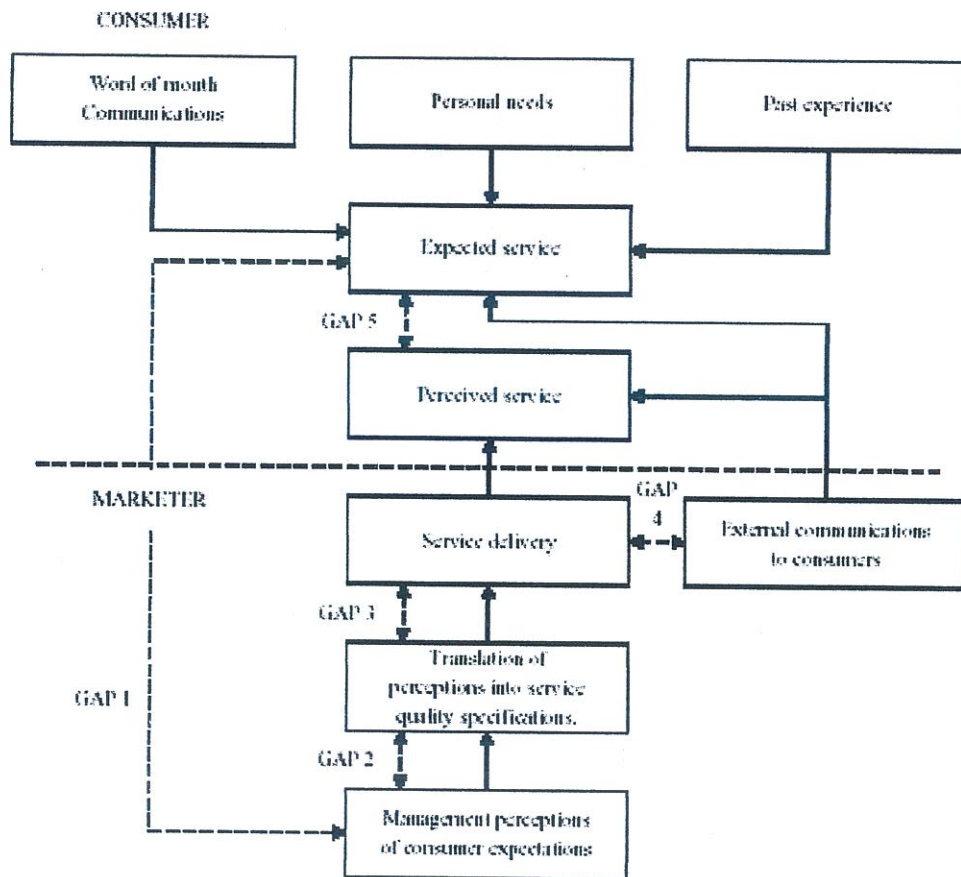 CONSUMER
Word of mouth
Communications
Personal needs
Past experience
Expected service
GAP 5
Perceived service
MARKETER
GAP
4
Service delivery
External communications
to consumers
GAP 3
Translation of
perceptions into service
quality specifications.
GAP 1
GAP 2
Management perceptions
of consumer expectations